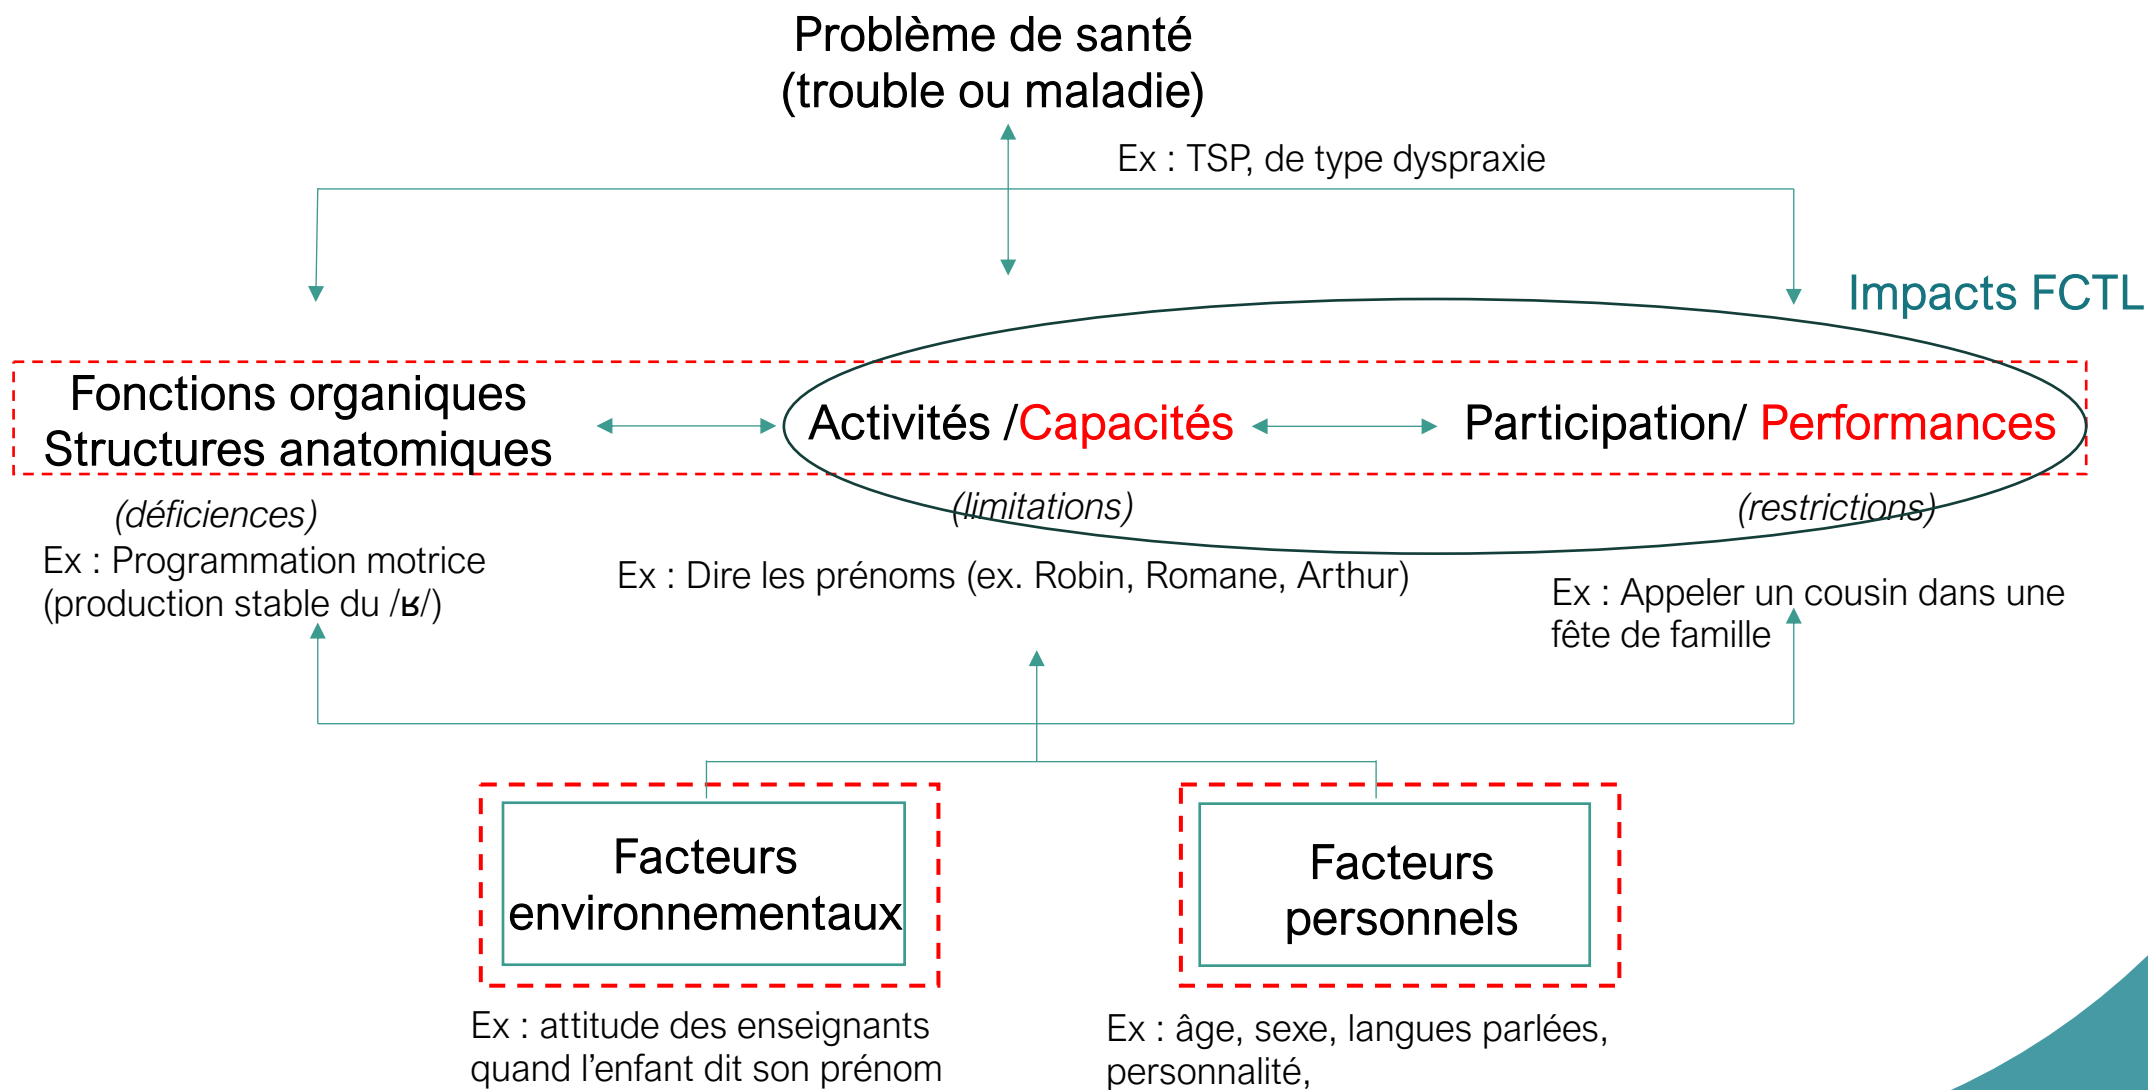 Problème de santé
(trouble ou maladie)
Ex : TSP, de type dyspraxie
Impacts FCTL
Fonctions organiques
Structures anatomiques
Activités /Capacités
Participation/ Performances
(déficiences)
(limitations)
(restrictions)
Ex : Programmation motrice
(production stable du /ʁ/)
Ex : Dire les prénoms (ex. Robin, Romane, Arthur)
Ex : Appeler un cousin dans une
fête de famille
Facteurs
environnementaux
Facteurs
personnels
Ex : attitude des enseignants
quand l’enfant dit son prénom
Ex : âge, sexe, langues parlées,
personnalité,